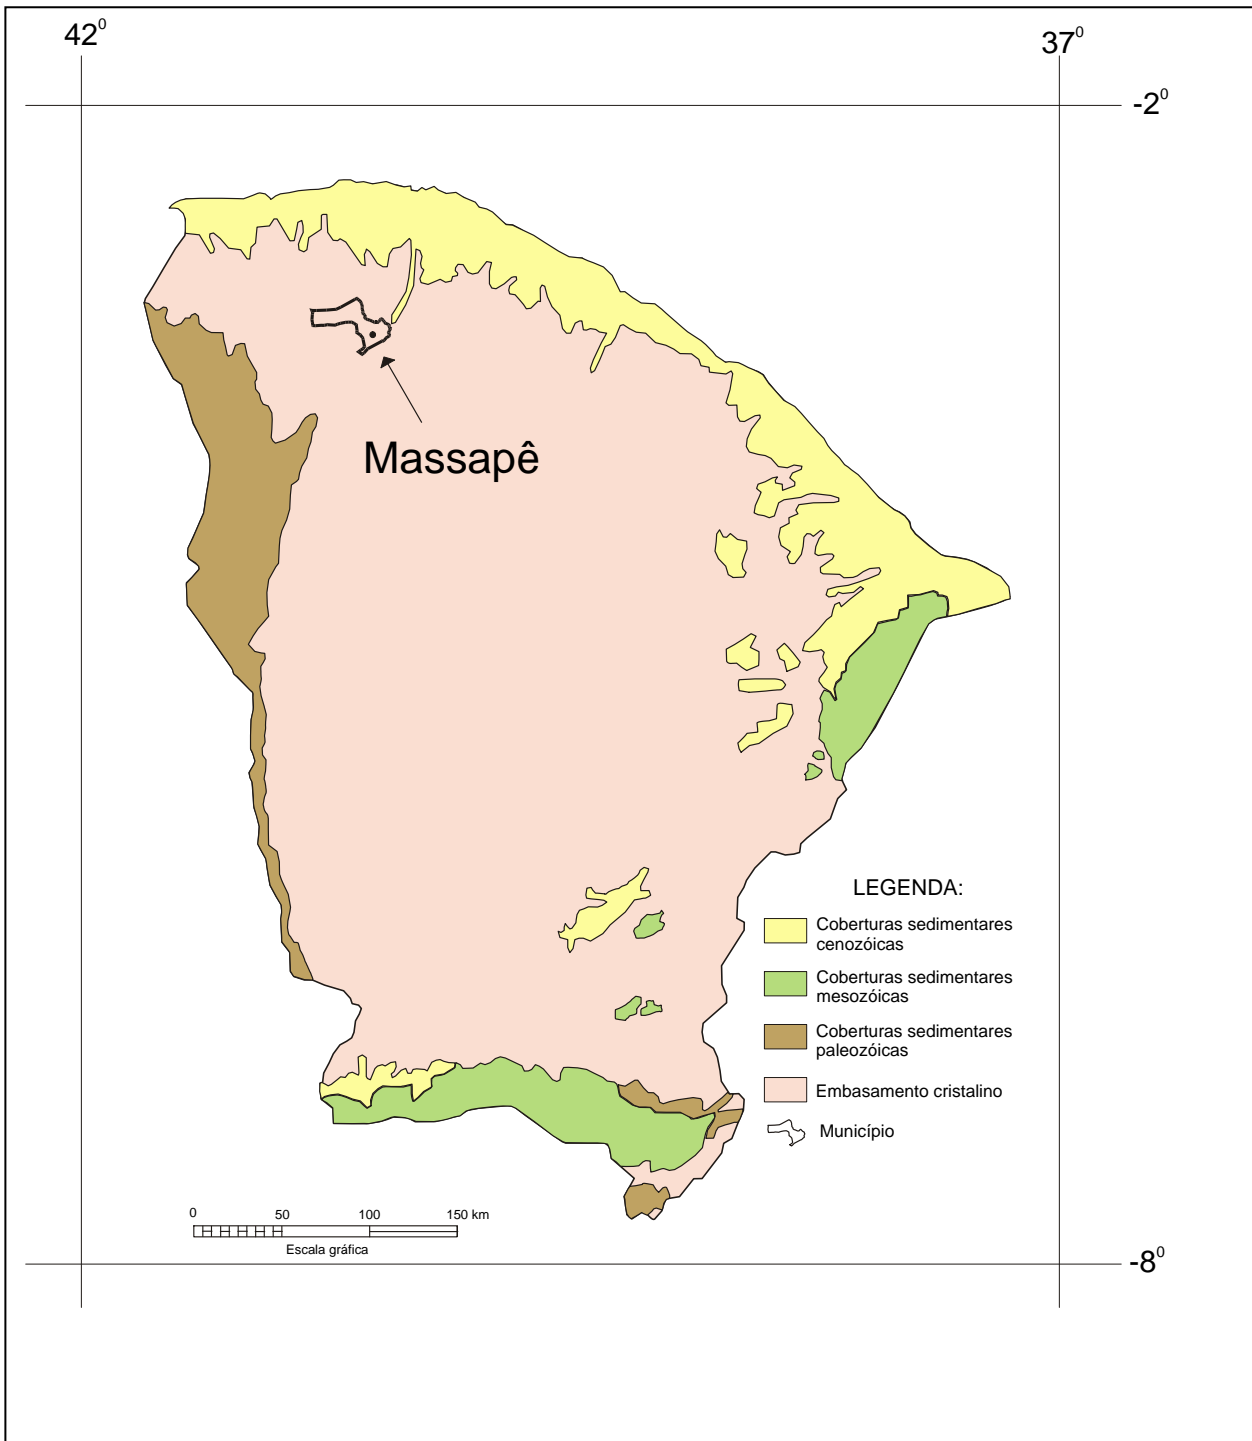 42⁰
37⁰
-2⁰
Massapê
LEGENDA:
Coberturas sedimentares
cenozóicas
Coberturas sedimentares
mesozóicas
Coberturas sedimentares
paleozóicas
Embasamento cristalino
Município
0 50 100 150 km
Escala gráfica
-8⁰